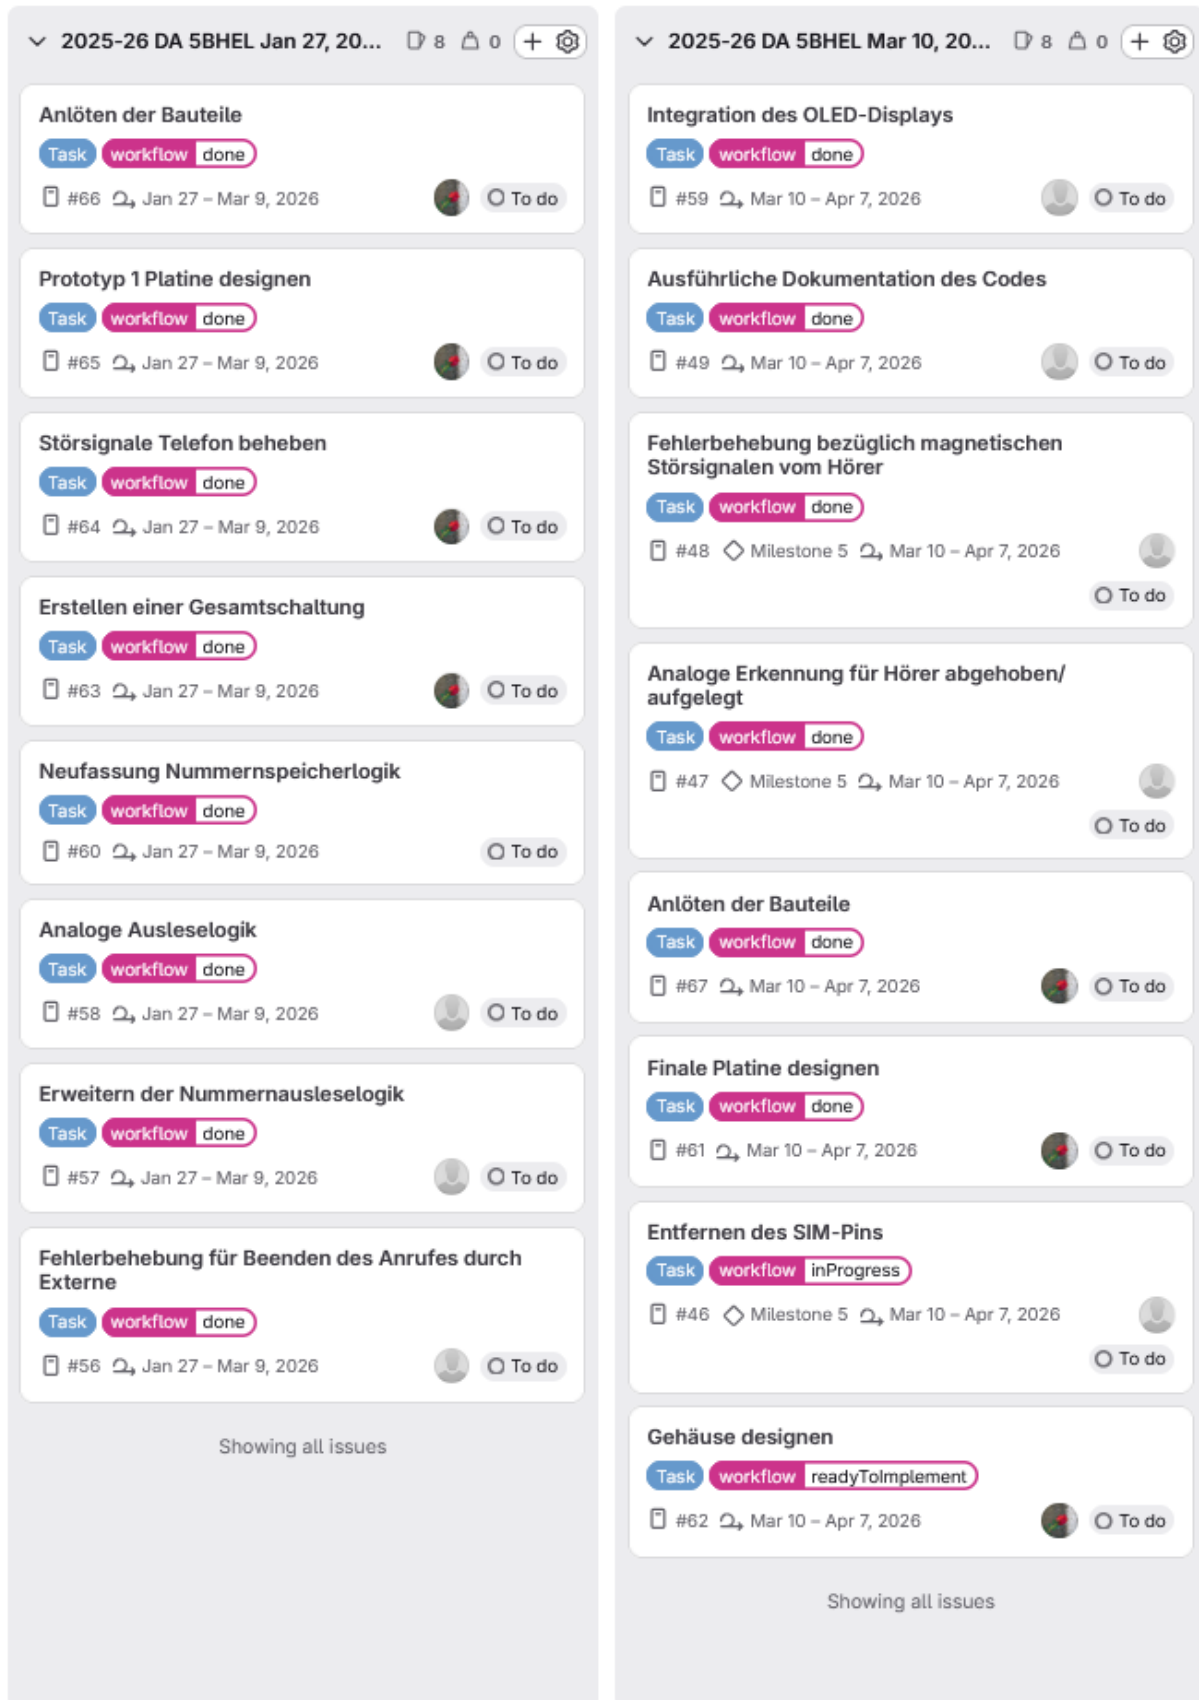 2025-26 DA 5BHEL Jan 27, 20... 8 0
Anlöten der Bauteile
Task workflow done
#66 Jan 27 – Mar 9, 2026 To do
Prototyp 1 Platine designen
Task workflow done
#65 Jan 27 – Mar 9, 2026 To do
Störsignale Telefon beheben
Task workflow done
#64 Jan 27 – Mar 9, 2026 To do
Erstellen einer Gesamtschaltung
Task workflow done
#63 Jan 27 – Mar 9, 2026 To do
Neufassung Nummernspeicherlogik
Task workflow done
#60 Jan 27 – Mar 9, 2026 To do
Analoge Ausleselogik
Task workflow done
#58 Jan 27 – Mar 9, 2026 To do
Erweitern der Nummernausleselogik
Task workflow done
#57 Jan 27 – Mar 9, 2026 To do
Fehlerbehebung für Beenden des Anrufes durch
Externe
Task workflow done
#56 Jan 27 – Mar 9, 2026 To do
Showing all issues
2025-26 DA 5BHEL Mar 10, 20... 8 0
Integration des OLED-Displays
Task workflow done
#59 Mar 10 – Apr 7, 2026 To do
Ausführliche Dokumentation des Codes
Task workflow done
#49 Mar 10 – Apr 7, 2026 To do
Fehlerbehebung bezüglich magnetischen
Störsignalen vom Hörer
Task workflow done
#48 Milestone 5 Mar 10 – Apr 7, 2026
To do
Analoge Erkennung für Hörer abgehoben/
aufgelegt
Task workflow done
#47 Milestone 5 Mar 10 – Apr 7, 2026
To do
Anlöten der Bauteile
Task workflow done
#67 Mar 10 – Apr 7, 2026 To do
Finale Platine designen
Task workflow done
#61 Mar 10 – Apr 7, 2026 To do
Entfernen des SIM-Pins
Task workflow inProgress
#46 Milestone 5 Mar 10 – Apr 7, 2026
To do
Gehäuse designen
Task workflow readyToImplement
#62 Mar 10 – Apr 7, 2026 To do
Showing all issues